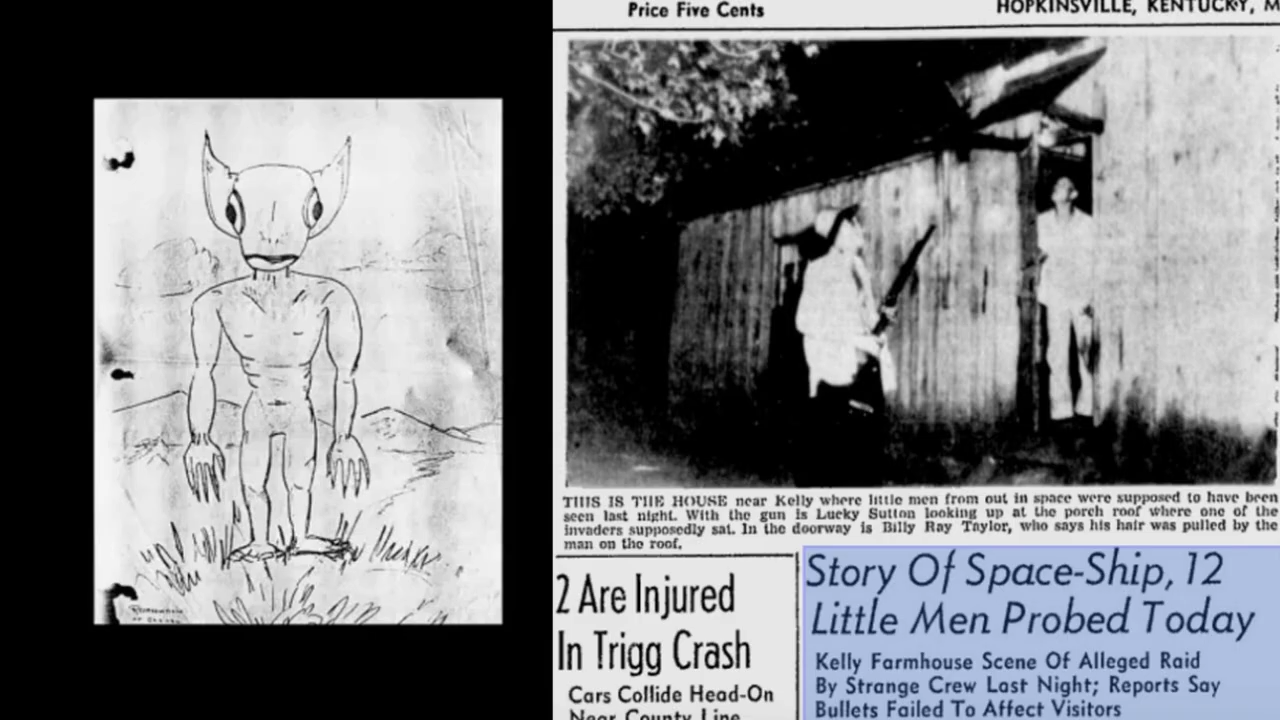 Price Five Cents
HOPKINSVILLE, KENTUCKY,
THIS IS THE HOUSE near Kelly where little men from out in space were supposed to have been
seen last night. With the gun is Lucky Sutton looking up at the porch roof where one of the
invaders supposedly sat. In the doorway is Billy Ray Taylor, who says his hair was pulled by the
man on the roof.
2 Are Injured
In Trigg Crash
Cars Collide Head-On
Near County Line
Story Of Space-Ship, 12
Little Men Probed Today
Kelly Farmhouse Scene Of Alleged Raid
By Strange Crew Last Night; Reports Say
Bullets Failed To Affect Visitors